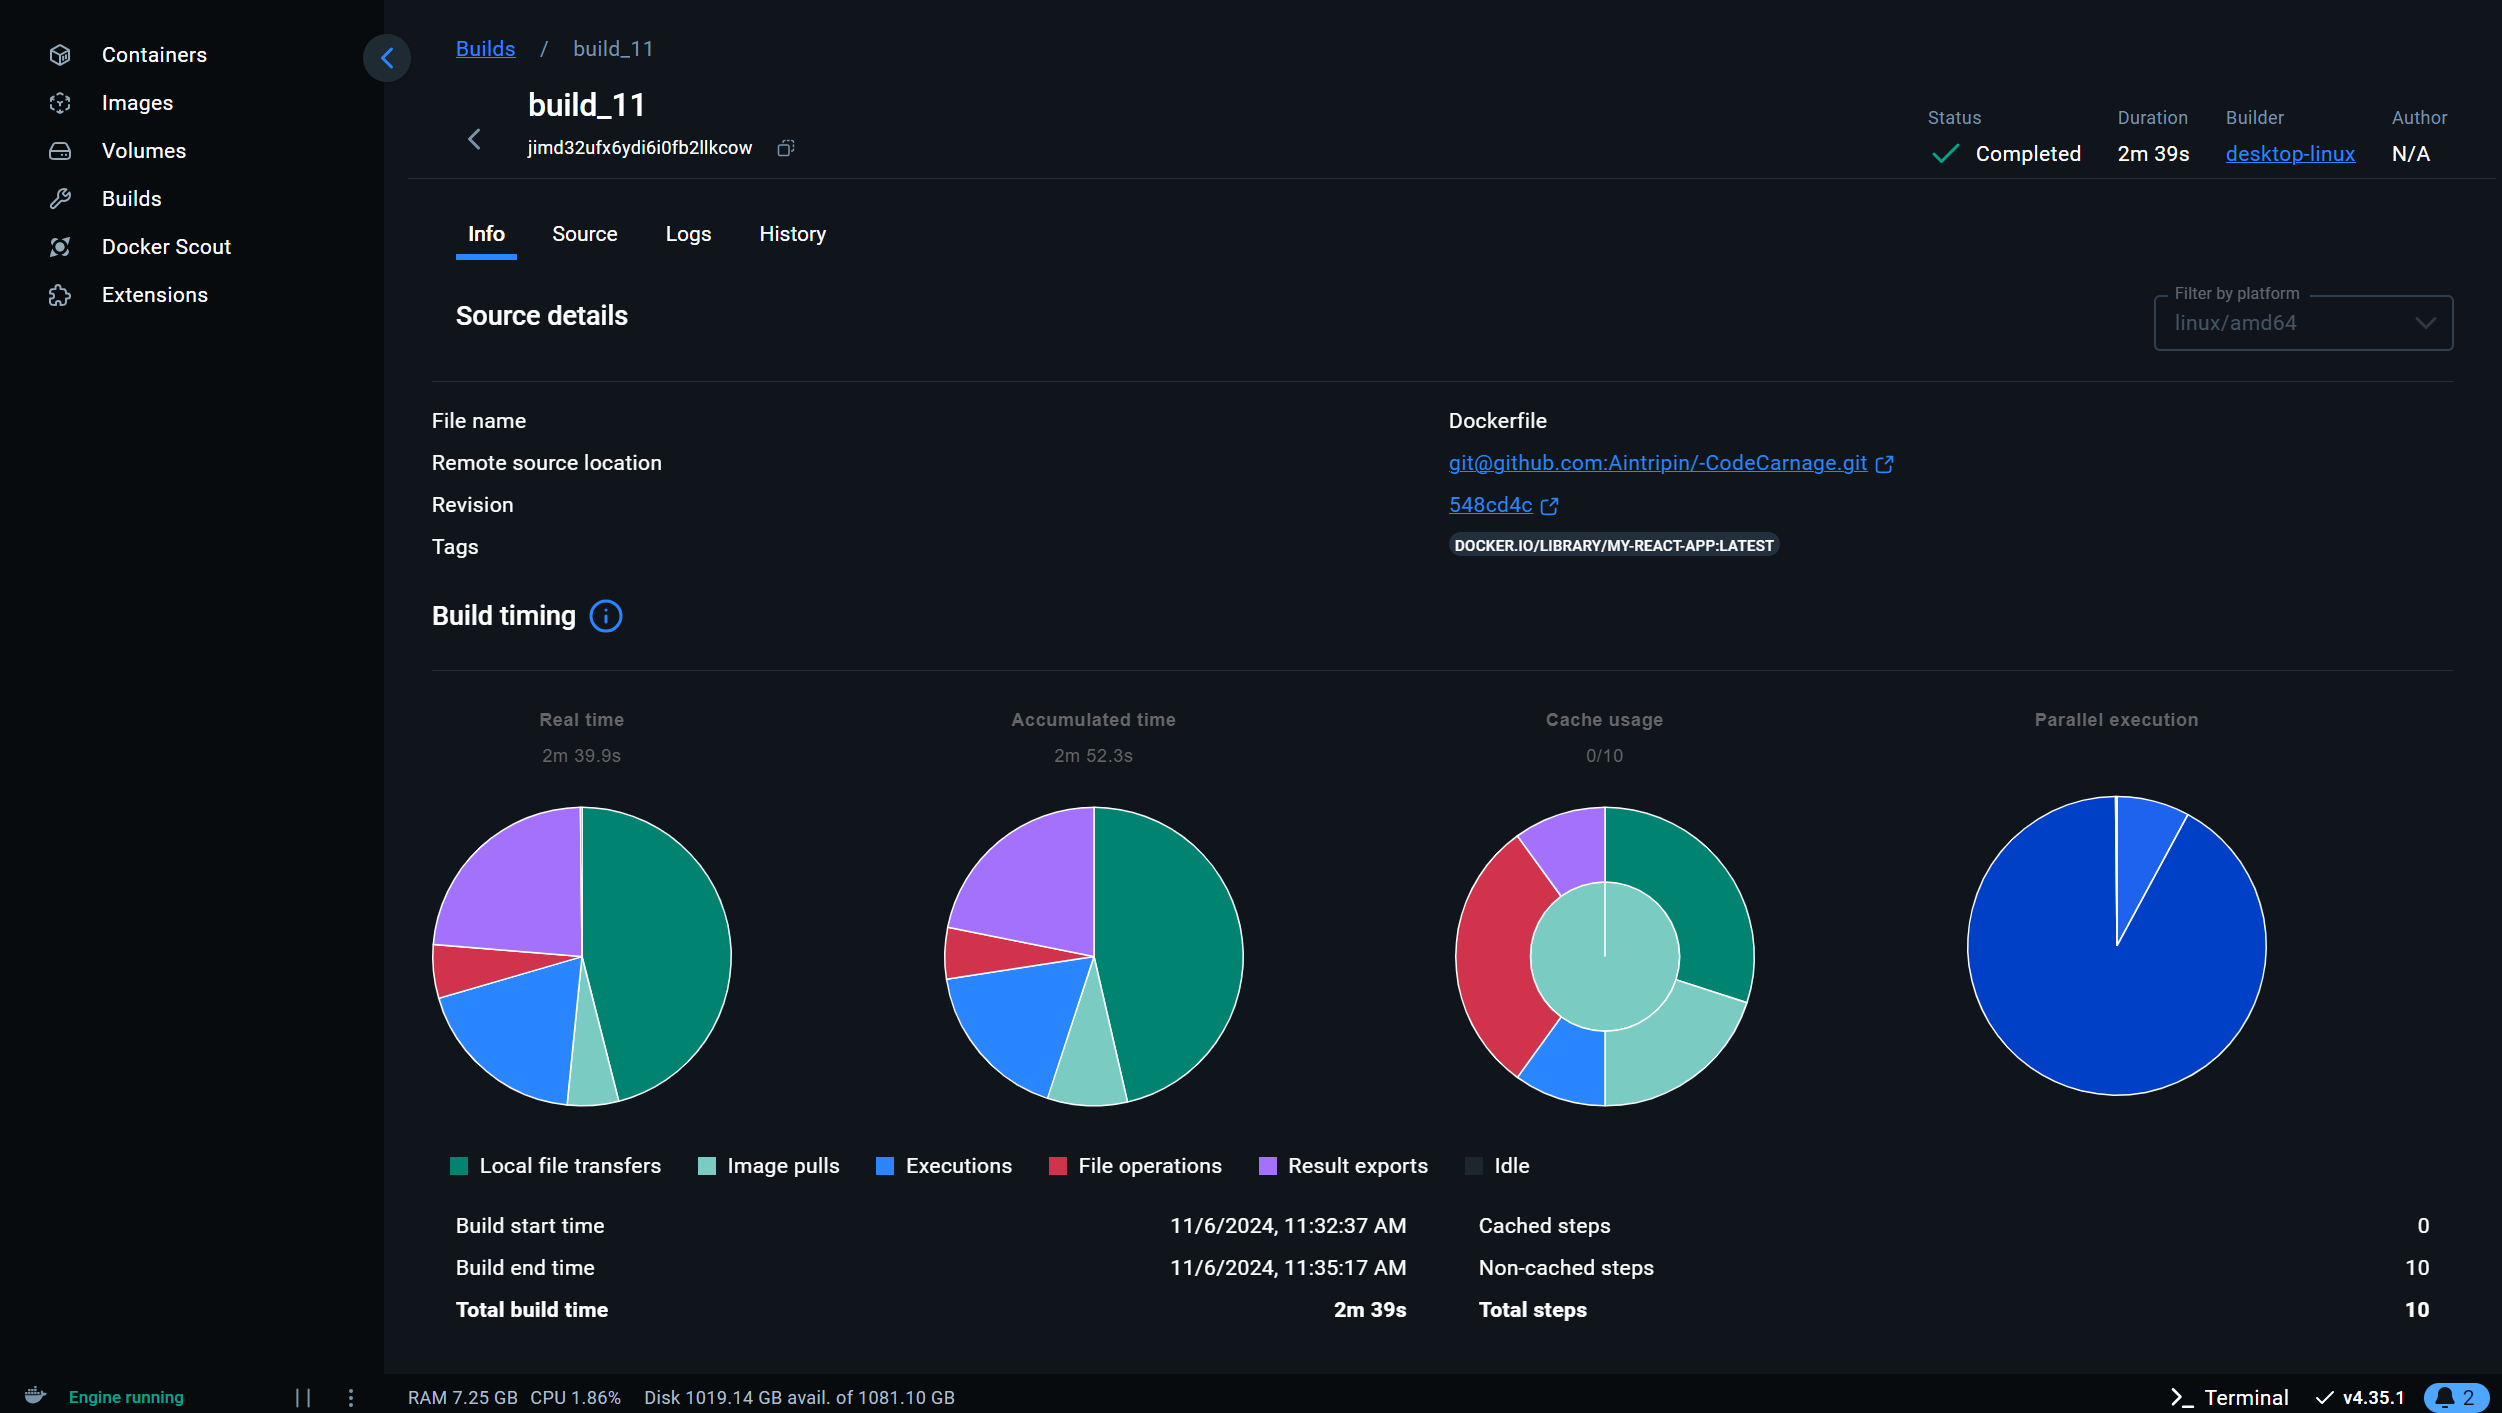 Containers
Images
Volumes
Builds
Docker Scout
Extensions
Builds / build_11
build_11
jimd32ufx6ydi6i0fb2llkcow
Status
Completed
Duration
2m 39s
Builder
desktop-linux
Author
N/A
Info Source Logs History
Source details
Filter by platform
linux/amd64
File name Dockerfile
Remote source location git@github.com:Aintripin/-CodeCarnage.git
Revision 548cd4c
Tags DOCKER.IO/LIBRARY/MY-REACT-APP:LATEST
Build timing
Real time
2m 39.9s
Accumulated time
2m 52.3s
Cache usage
0/10
Parallel execution
Local file transfers Image pulls Executions File operations Result exports Idle
Build start time 11/6/2024, 11:32:37 AM
Build end time 11/6/2024, 11:35:17 AM
Total build time 2m 39s
Cached steps 0
Non-cached steps 10
Total steps 10
Engine running
RAM 7.25 GB CPU 1.86% Disk 1019.14 GB avail. of 1081.10 GB
Terminal v4.35.1 2